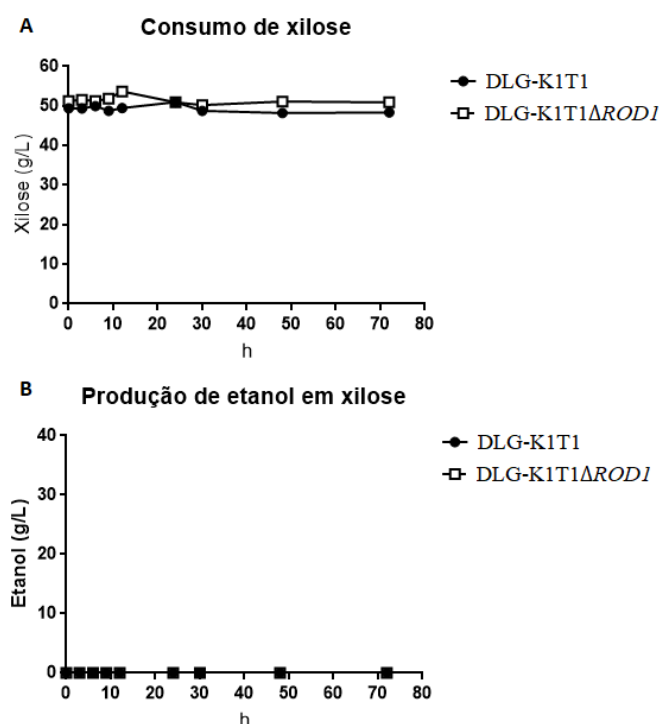 A
Consumo de xilose
60
50
40
30
20
10
0
Xilose (g/L)
0 10 20 30 40 50 60 70 80
h
DLG-K1T1
DLG-K1T1ΔROD1
B
Produção de etanol em xilose
40
30
20
10
0
Etanol (g/L)
0 10 20 30 40 50 60 70 80
h
DLG-K1T1
DLG-K1T1ΔROD1